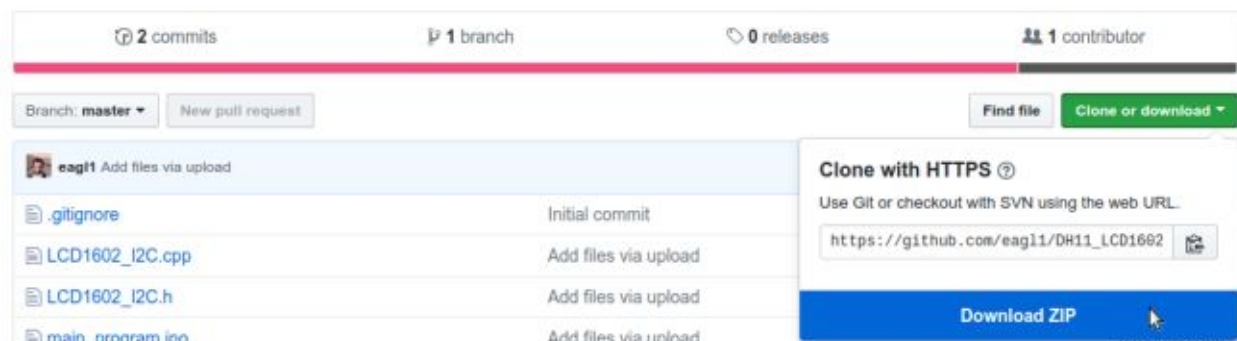 2 commits 1 branch 0 releases 1 contributor
Branch: master New pull request Find file Clone or download
eagl1 Add files via upload
Clone with HTTPS
Use Git or checkout with SVN using the web URL.
https://github.com/eagl1/DH11_LCD1602
Download ZIP
.gitignore Initial commit
LCD1602_I2C.cpp Add files via upload
LCD1602_I2C.h Add files via upload
main_program.ino Add files via upload